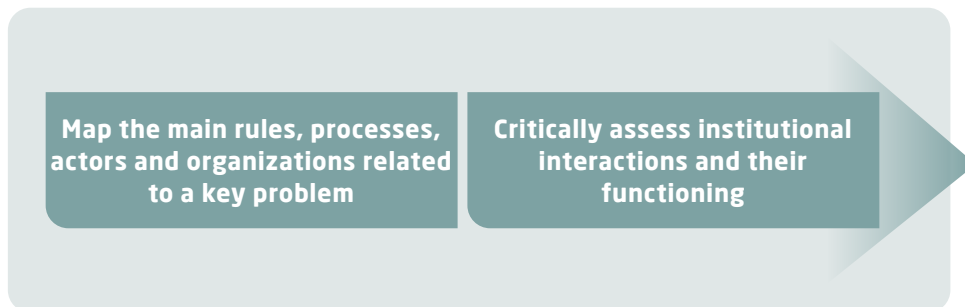 Map the main rules, processes,
actors and organizations related
to a key problem
Critically assess institutional
interactions and their
functioning